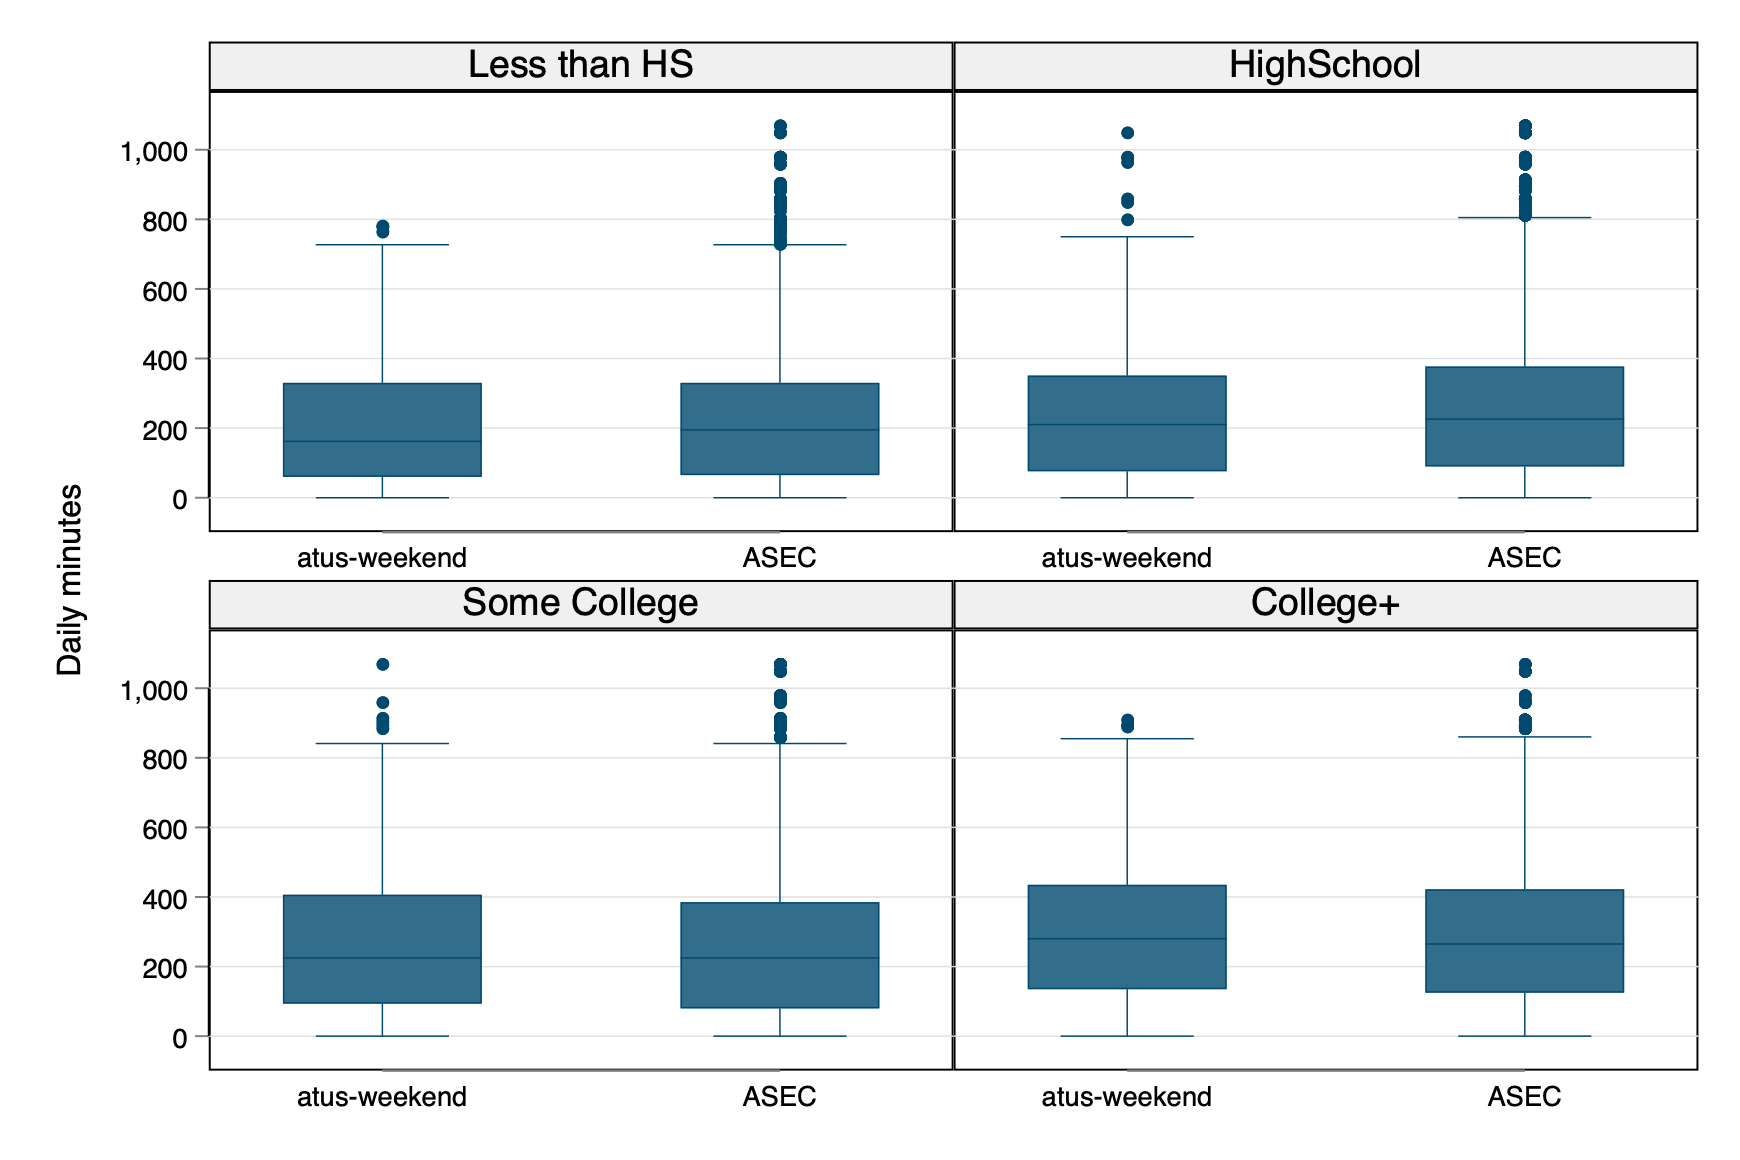 Less than HS
HighSchool
1,000
800
600
400
200
0
atus-weekend
ASEC
atus-weekend
ASEC
Daily minutes
Some College
College+
1,000
800
600
400
200
0
atus-weekend
ASEC
atus-weekend
ASEC